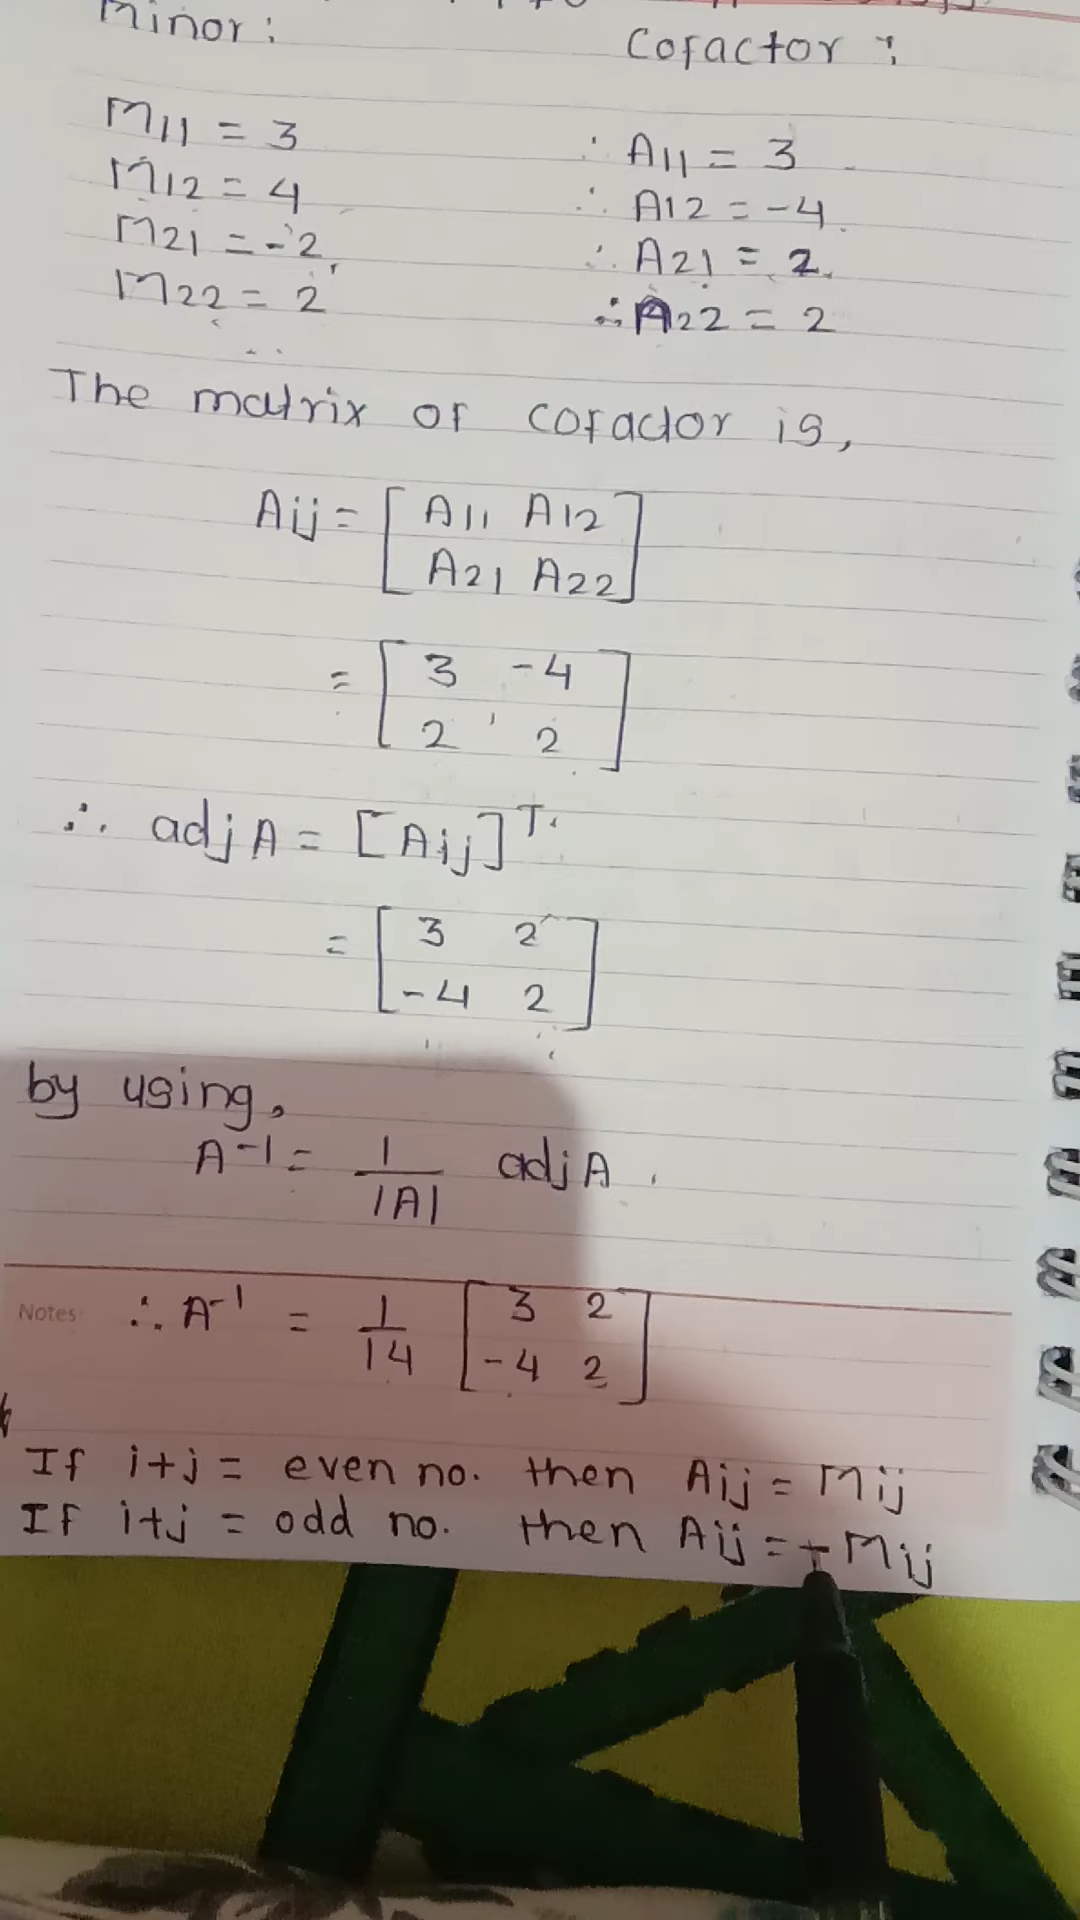 Minor :
Cofactor :
M11 = 3
∴ A11 = 3
M12 = 4
∴ A12 = -4
M21 = -2
∴ A21 = 2
M22 = 2
∴ A22 = 2
The matrix of cofactor is,
Aij = [ A11 A12
A21 A22 ]
= [ 3 -4
2 2 ]
∴ adj A = [Aij]ᵀ
= [ 3 2
-4 2 ]
by using,
A⁻¹ = 1/|A| adj A
Notes: ∴ A⁻¹ = 1/14 [ 3 2
-4 2 ]
If i+j = even no. then Aij = Mij
If i+j = odd no. then Aij = -Mij